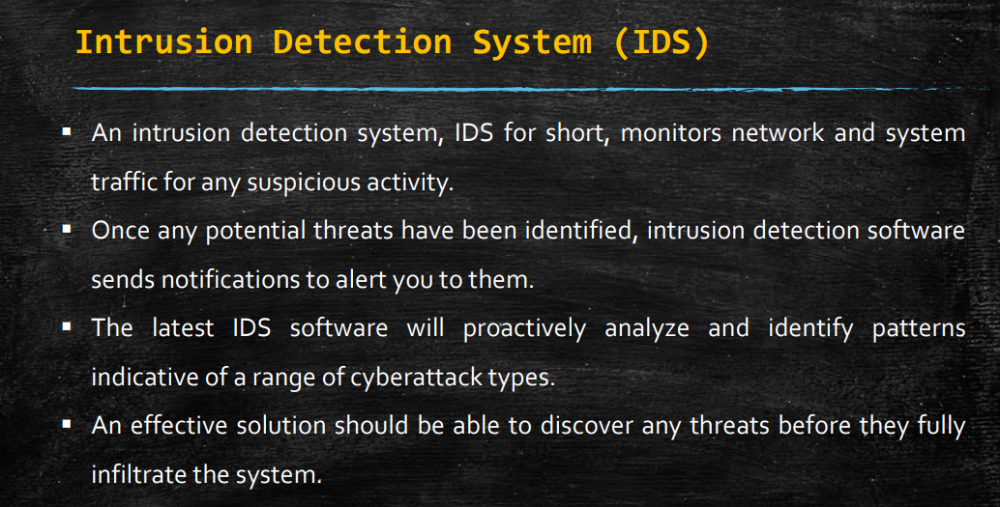 Intrusion Detection System (IDS)
▪ An intrusion detection system, IDS for short, monitors network and system
traffic for any suspicious activity.
▪ Once any potential threats have been identified, intrusion detection software
sends notifications to alert you to them.
▪ The latest IDS software will proactively analyze and identify patterns
indicative of a range of cyberattack types.
▪ An effective solution should be able to discover any threats before they fully
infiltrate the system.